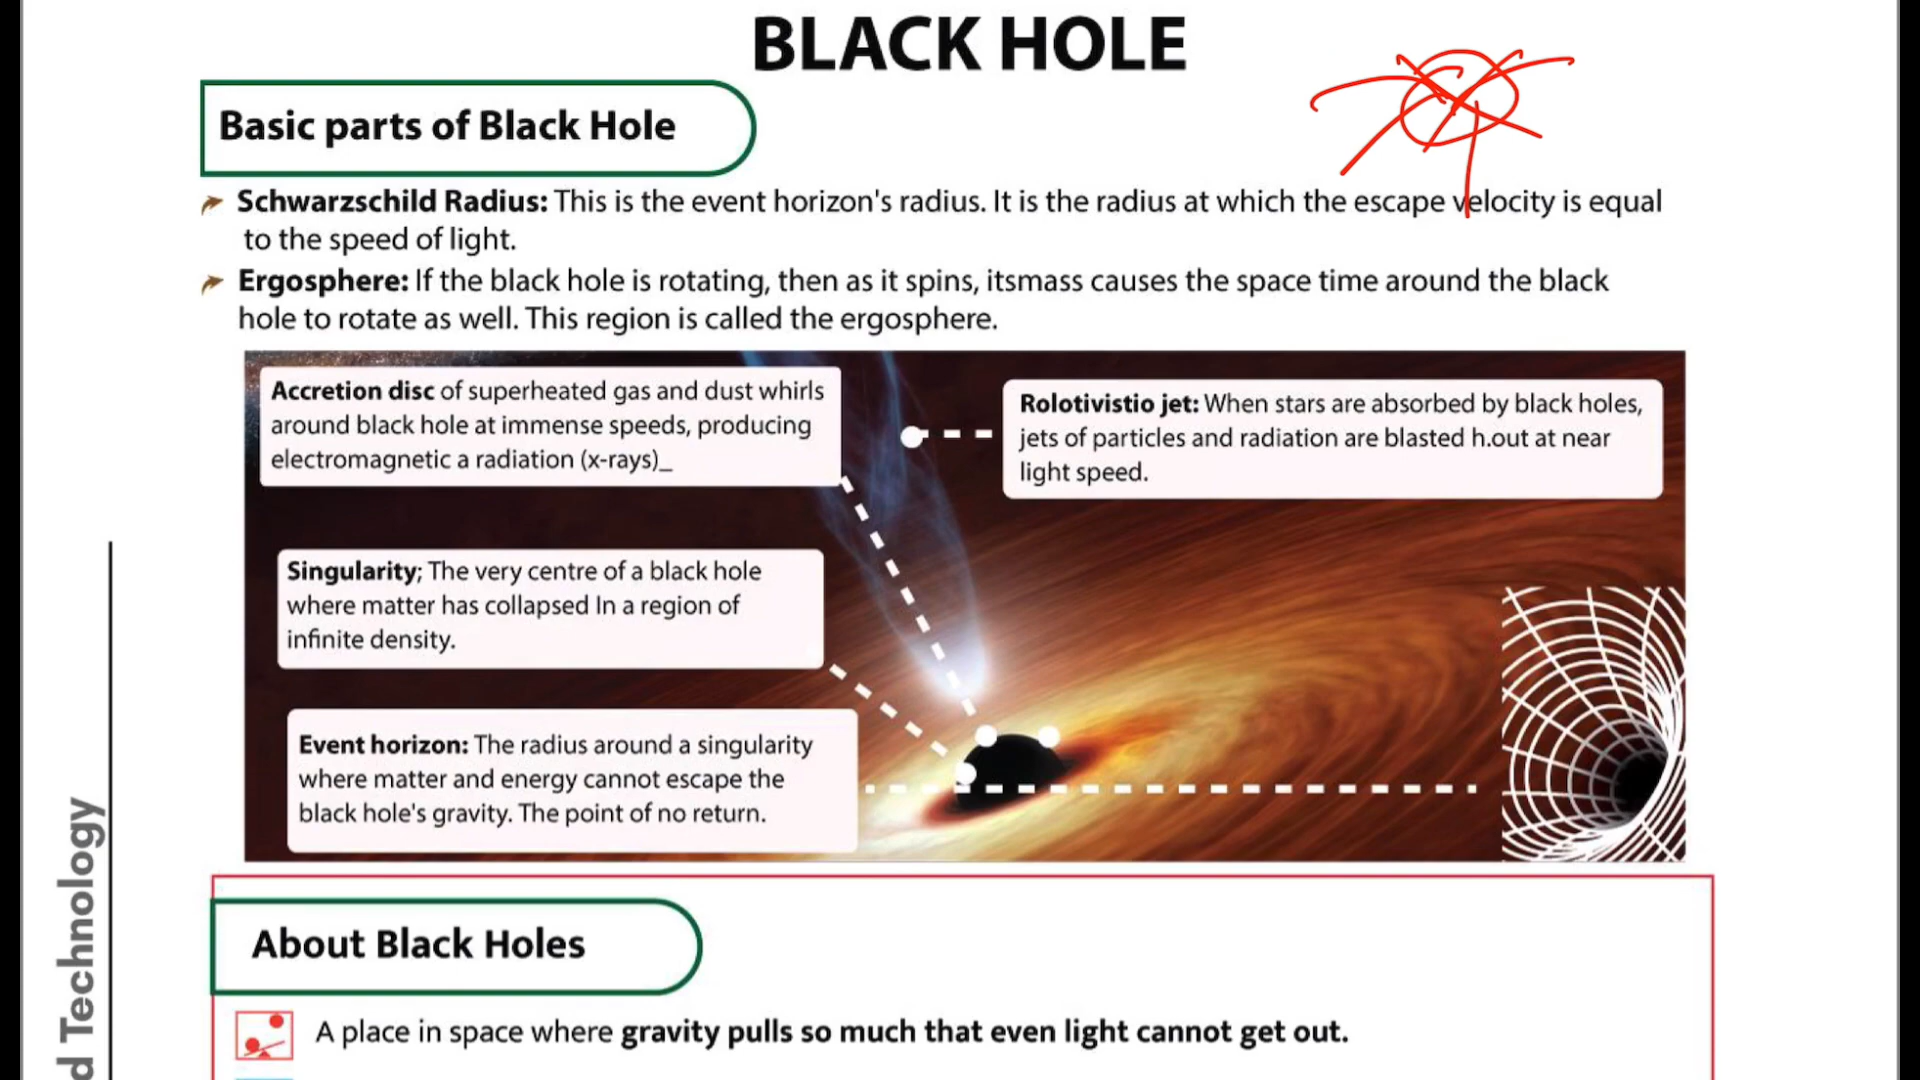 BLACK HOLE
Basic parts of Black Hole
Schwarzschild Radius: This is the event horizon's radius. It is the radius at which the escape velocity is equal
to the speed of light.
Ergosphere: If the black hole is rotating, then as it spins, itsmass causes the space time around the black
hole to rotate as well. This region is called the ergosphere.
Accretion disc of superheated gas and dust whirls
around black hole at immense speeds, producing
electromagnetic a radiation (x-rays)_
Rolotivistio jet: When stars are absorbed by black holes,
jets of particles and radiation are blasted h.out at near
light speed.
Singularity; The very centre of a black hole
where matter has collapsed In a region of
infinite density.
Event horizon: The radius around a singularity
where matter and energy cannot escape the
black hole's gravity. The point of no return.
d Technology
About Black Holes
A place in space where gravity pulls so much that even light cannot get out.